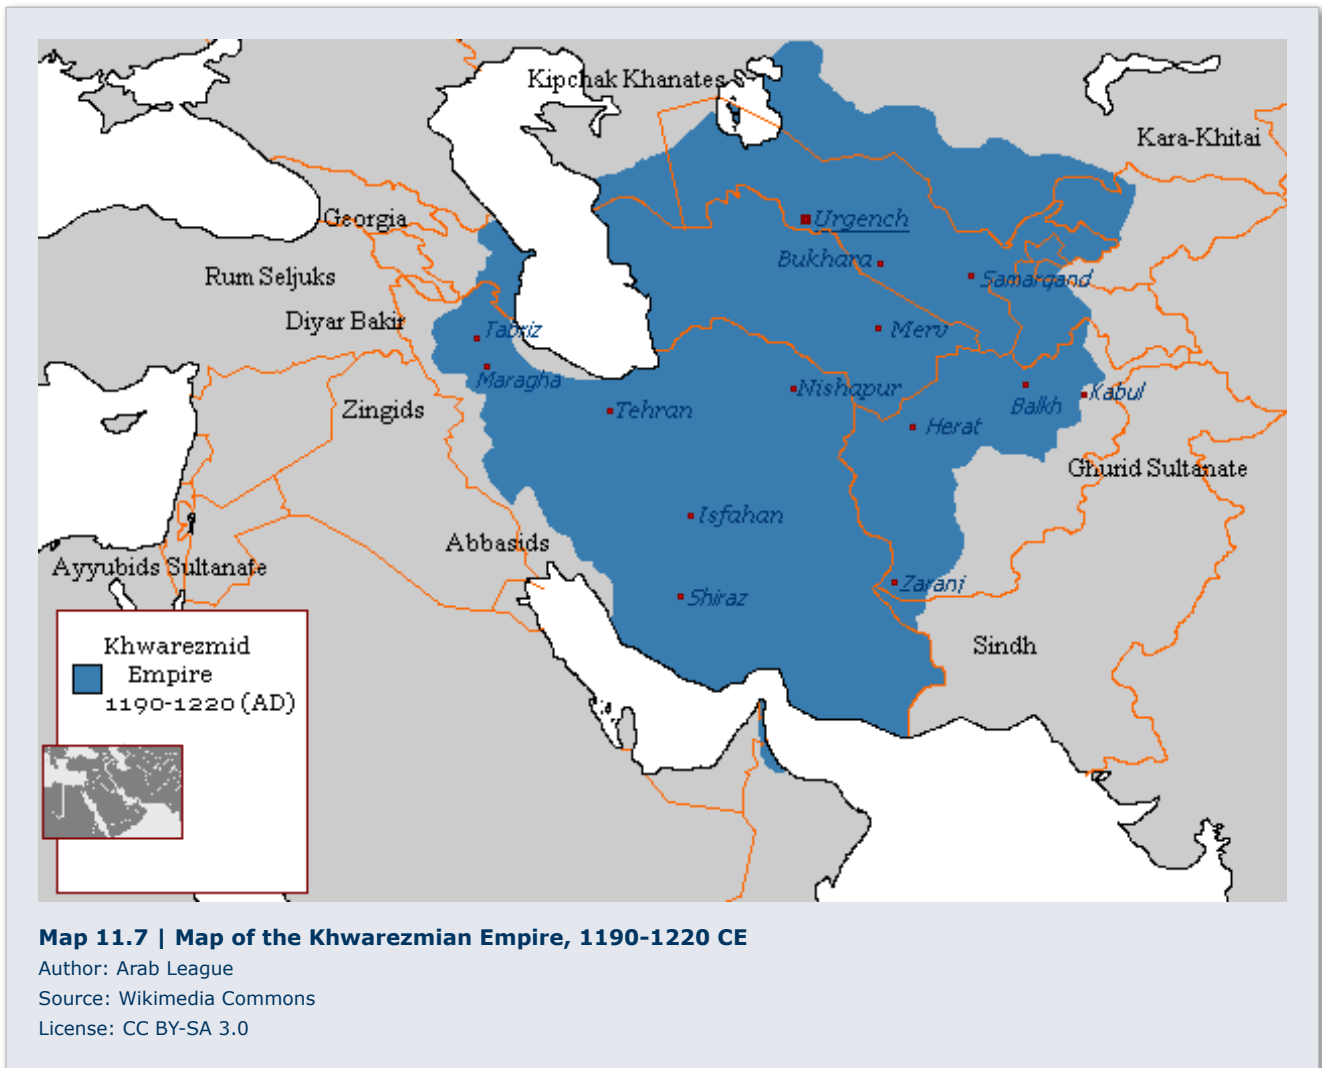 Kipchak Khanates
Kara-Khitai
Georgia
Urgench
Bukhara
Rum Seljuks
Samarqand
Diyar Bakir
Tabriz
Merv
Maragha
Nishapur
Kabul
Zingids
Tehran
Balkh
Herat
Ghurid Sultanate
Isfahan
Abbasids
Ayyubids Sultanate
Zaranj
Shiraz
Sindh
Khwarezmid
Empire
1190-1220 (AD)
Map 11.7 | Map of the Khwarezmian Empire, 1190-1220 CE
Author: Arab League
Source: Wikimedia Commons
License: CC BY-SA 3.0